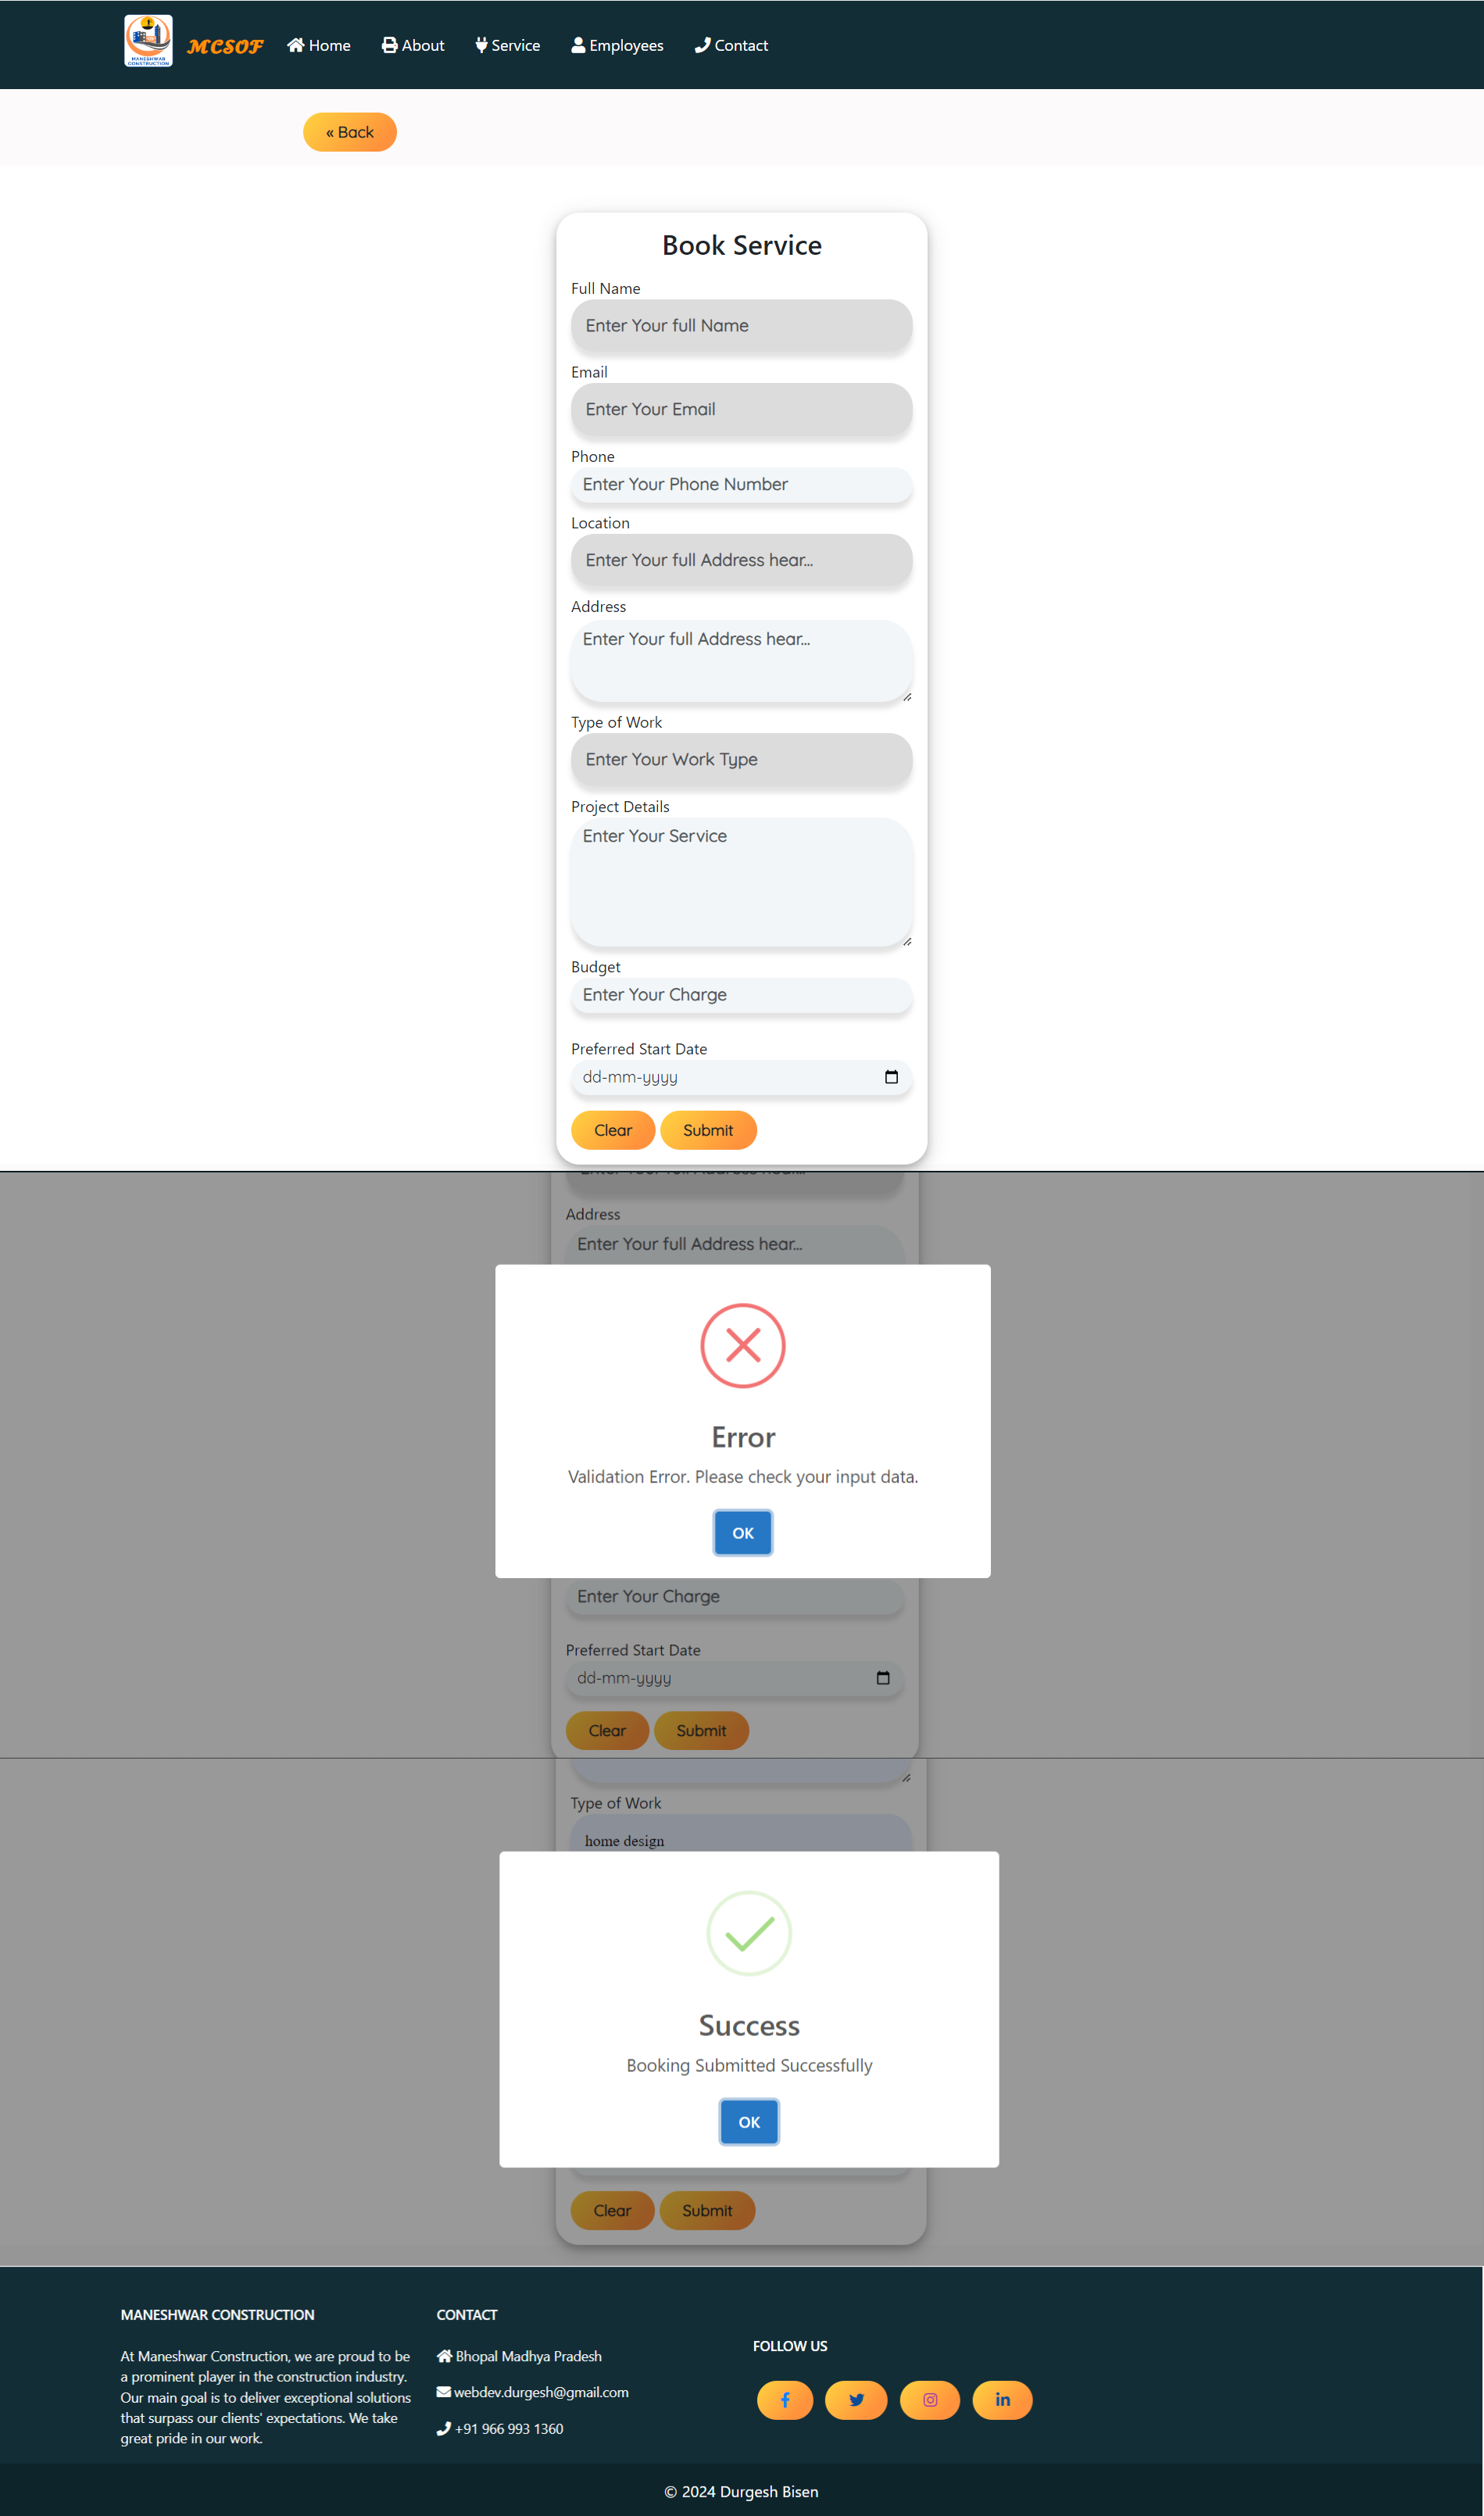 MANESHWAR
CONSTRUCTION
MCSOF
Home
About
Service
Employees
Contact
« Back
Book Service
Full Name
Enter Your full Name
Email
Enter Your Email
Phone
Enter Your Phone Number
Location
Enter Your full Address hear...
Address
Enter Your full Address hear...
Type of Work
Enter Your Work Type
Project Details
Enter Your Service
Budget
Enter Your Charge
Preferred Start Date
dd-mm-yyyy
Clear
Submit
Enter Your full Address hear...
Address
Enter Your full Address hear...
Error
Validation Error. Please check your input data.
OK
Enter Your Charge
Preferred Start Date
dd-mm-yyyy
Clear
Submit
Type of Work
home design
Success
Booking Submitted Successfully
OK
Clear
Submit
MANESHWAR CONSTRUCTION
At Maneshwar Construction, we are proud to be
a prominent player in the construction industry.
Our main goal is to deliver exceptional solutions
that surpass our clients' expectations. We take
great pride in our work.
CONTACT
Bhopal Madhya Pradesh
webdev.durgesh@gmail.com
+91 966 993 1360
FOLLOW US
© 2024 Durgesh Bisen